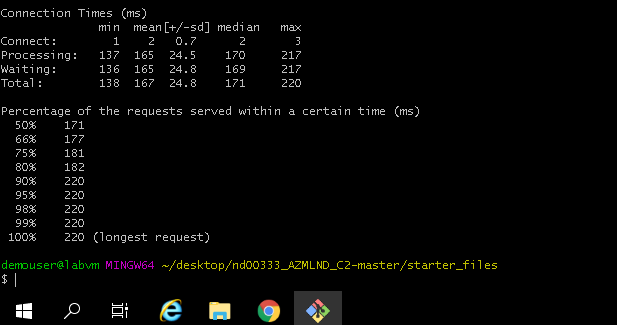 Connection Times (ms)
              min  mean[+/-sd] median   max
Connect:        1    2   0.7      2       3
Processing:   137  165  24.5    170     217
Waiting:      136  165  24.8    169     217
Total:        138  167  24.8    171     220
Percentage of the requests served within a certain time (ms)
  50%    171
  66%    177
  75%    181
  80%    182
  90%    220
  95%    220
  98%    220
  99%    220
 100%    220 (longest request)
demouser@labvm MINGW64 ~/desktop/nd00333_AZMLND_C2-master/starter_files
$